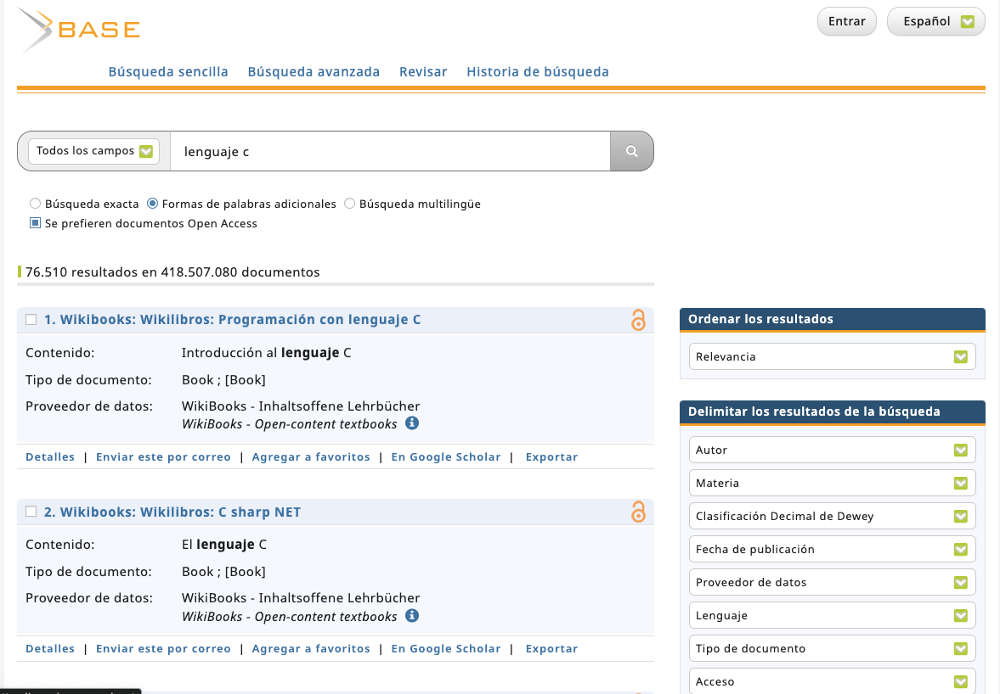 BASE
Entrar
Español
Búsqueda sencilla Búsqueda avanzada Revisar Historia de búsqueda
Todos los campos
lenguaje c
Búsqueda exacta Formas de palabras adicionales Búsqueda multilingüe
Se prefieren documentos Open Access
76.510 resultados en 418.507.080 documentos
1. Wikibooks: Wikilibros: Programación con lenguaje C
Contenido: Introducción al lenguaje C
Tipo de documento: Book ; [Book]
Proveedor de datos: WikiBooks - Inhaltsoffene Lehrbücher
WikiBooks - Open-content textbooks
Detalles | Enviar este por correo | Agregar a favoritos | En Google Scholar | Exportar
2. Wikibooks: Wikilibros: C sharp NET
Contenido: El lenguaje C
Tipo de documento: Book ; [Book]
Proveedor de datos: WikiBooks - Inhaltsoffene Lehrbücher
WikiBooks - Open-content textbooks
Detalles | Enviar este por correo | Agregar a favoritos | En Google Scholar | Exportar
Ordenar los resultados
Relevancia
Delimitar los resultados de la búsqueda
Autor
Materia
Clasificación Decimal de Dewey
Fecha de publicación
Proveedor de datos
Lenguaje
Tipo de documento
Acceso